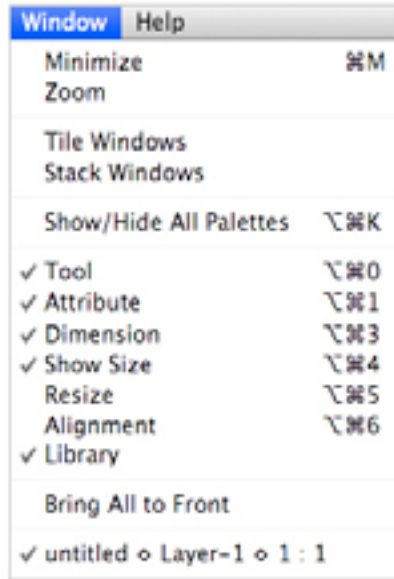 Window Help
Minimize ⌘M
Zoom
Tile Windows
Stack Windows
Show/Hide All Palettes ⌥⌘K
✓ Tool ⌥⌘0
✓ Attribute ⌥⌘1
✓ Dimension ⌥⌘3
✓ Show Size ⌥⌘4
Resize ⌥⌘5
Alignment ⌥⌘6
✓ Library
Bring All to Front
✓ untitled ⋄ Layer-1 ⋄ 1 : 1